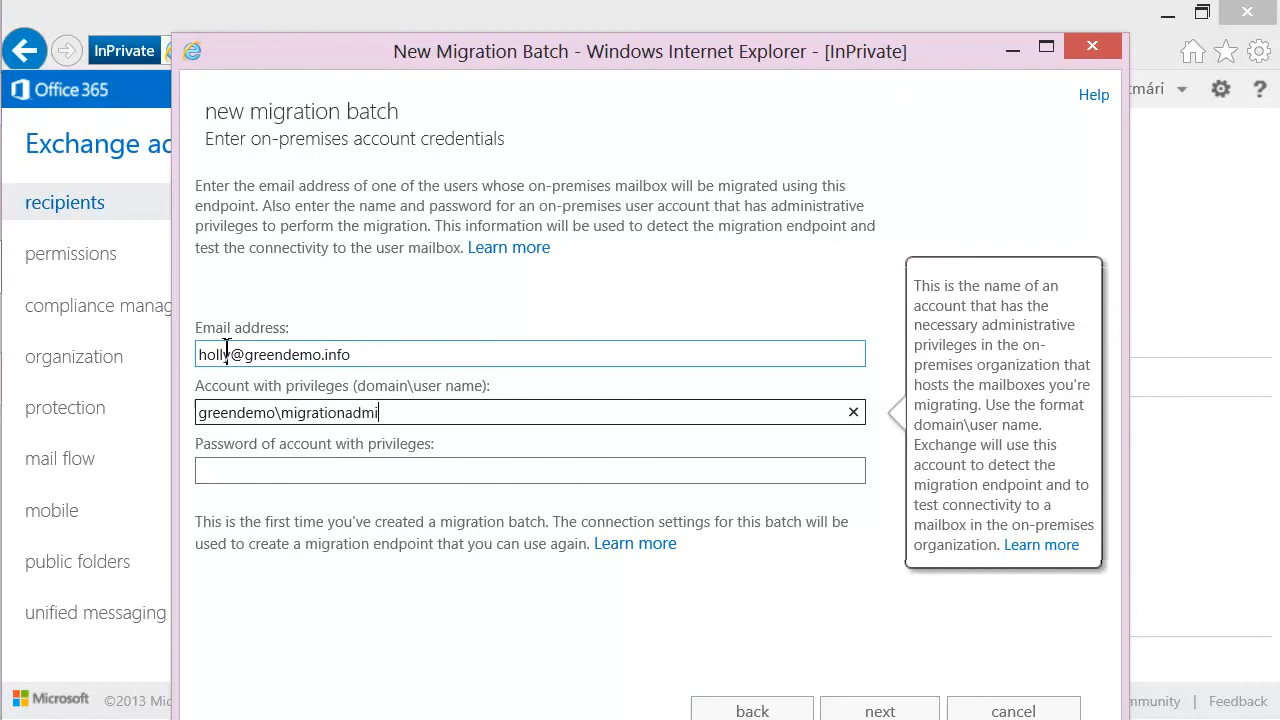 New Migration Batch - Windows Internet Explorer - [InPrivate]
InPrivate
Office 365
mári
Exchange ad
recipients
permissions
compliance manag
organization
protection
mail flow
mobile
public folders
unified messaging
Help
new migration batch
Enter on-premises account credentials
Enter the email address of one of the users whose on-premises mailbox will be migrated using this
endpoint. Also enter the name and password for an on-premises user account that has administrative
privileges to perform the migration. This information will be used to detect the migration endpoint and
test the connectivity to the user mailbox. Learn more
Email address:
holly@greendemo.info
Account with privileges (domain\user name):
greendemo\migrationadmi
Password of account with privileges:
This is the first time you've created a migration batch. The connection settings for this batch will be
used to create a migration endpoint that you can use again. Learn more
This is the name of an
account that has the
necessary administrative
privileges in the on-
premises organization that
hosts the mailboxes you're
migrating. Use the format
domain\user name.
Exchange will use this
account to detect the
migration endpoint and to
test connectivity to a
mailbox in the on-premises
organization. Learn more
back
next
cancel
Microsoft
©2013 Mic
mmunity | Feedback